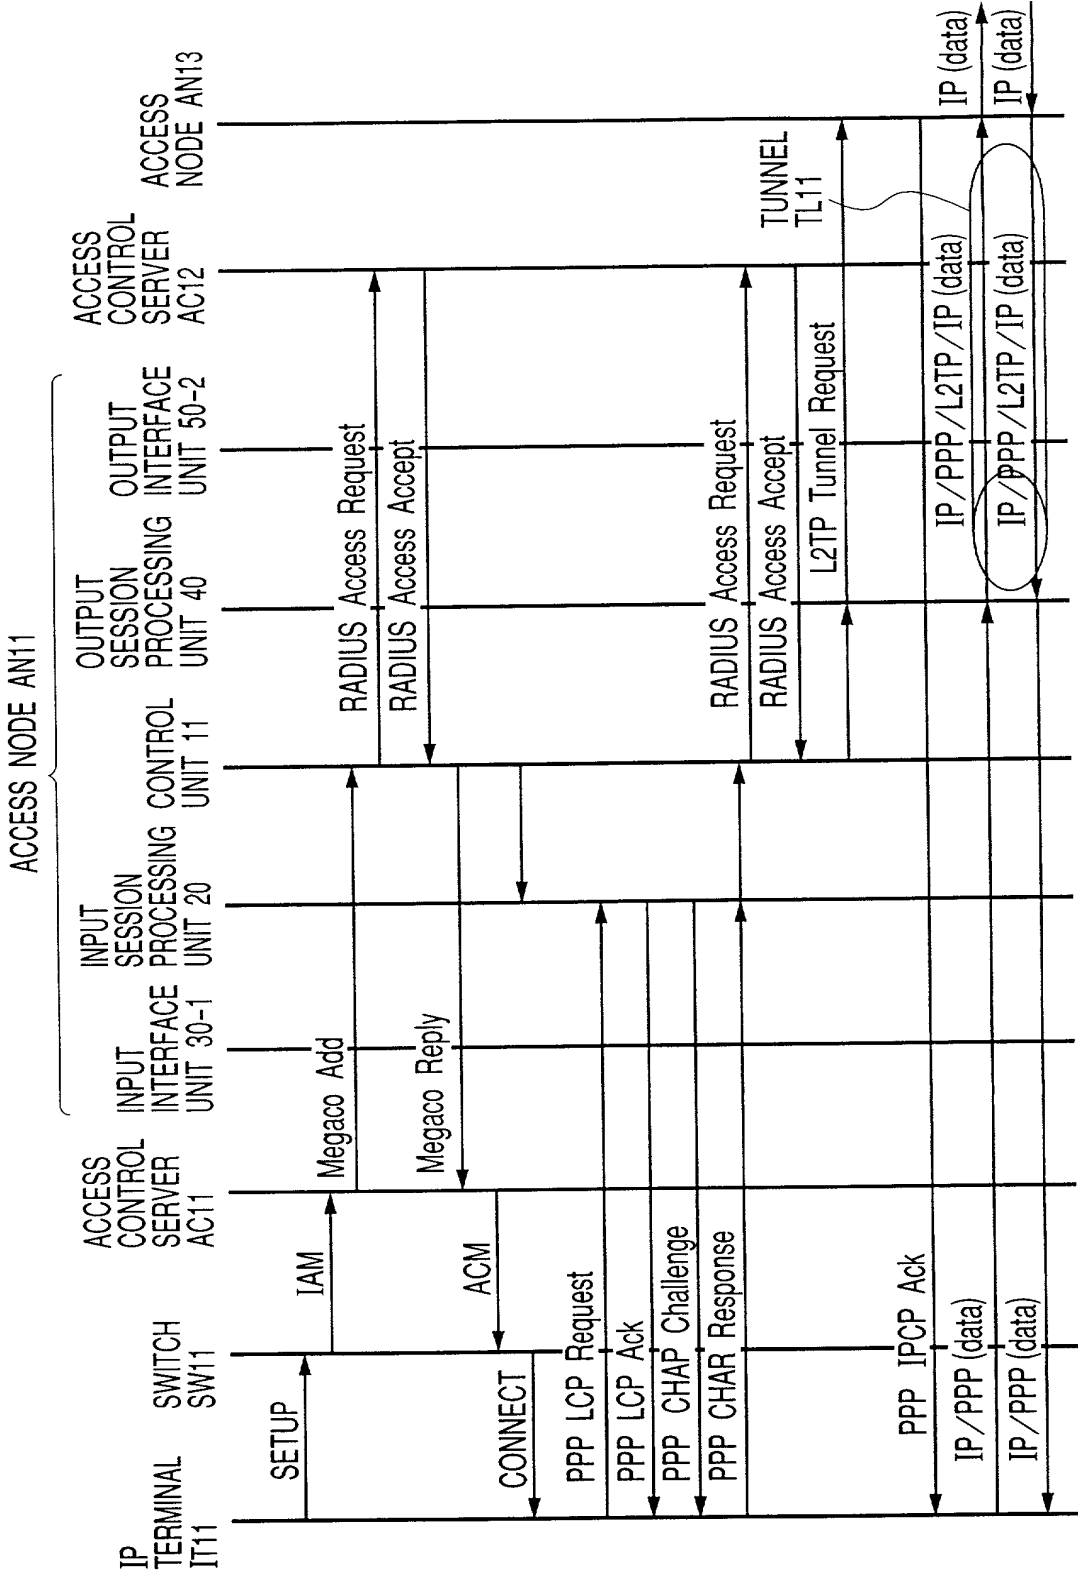 ACCESS NODE AN11
IP
TERMINAL
IT11
SWITCH
SW11
ACCESS
CONTROL
SERVER
AC11
INPUT
INTERFACE
UNIT 30-1
INPUT
SESSION
PROCESSING
UNIT 20
CONTROL
UNIT 11
OUTPUT
SESSION
PROCESSING
UNIT 40
OUTPUT
INTERFACE
UNIT 50-2
ACCESS
CONTROL
SERVER
AC12
ACCESS
NODE AN13
SETUP
IAM
Megaco Add
RADIUS Access Request
RADIUS Access Accept
Megaco Reply
ACM
CONNECT
PPP LCP Request
PPP LCP Ack
PPP CHAP Challenge
PPP CHAR Response
RADIUS Access Request
RADIUS Access Accept
L2TP Tunnel Request
TUNNEL
TL11
PPP IPCP Ack
IP/PPP (data)
IP/PPP/L2TP/IP (data)
IP (data)
IP/PPP (data)
IP/PPP/L2TP/IP (data)
IP (data)